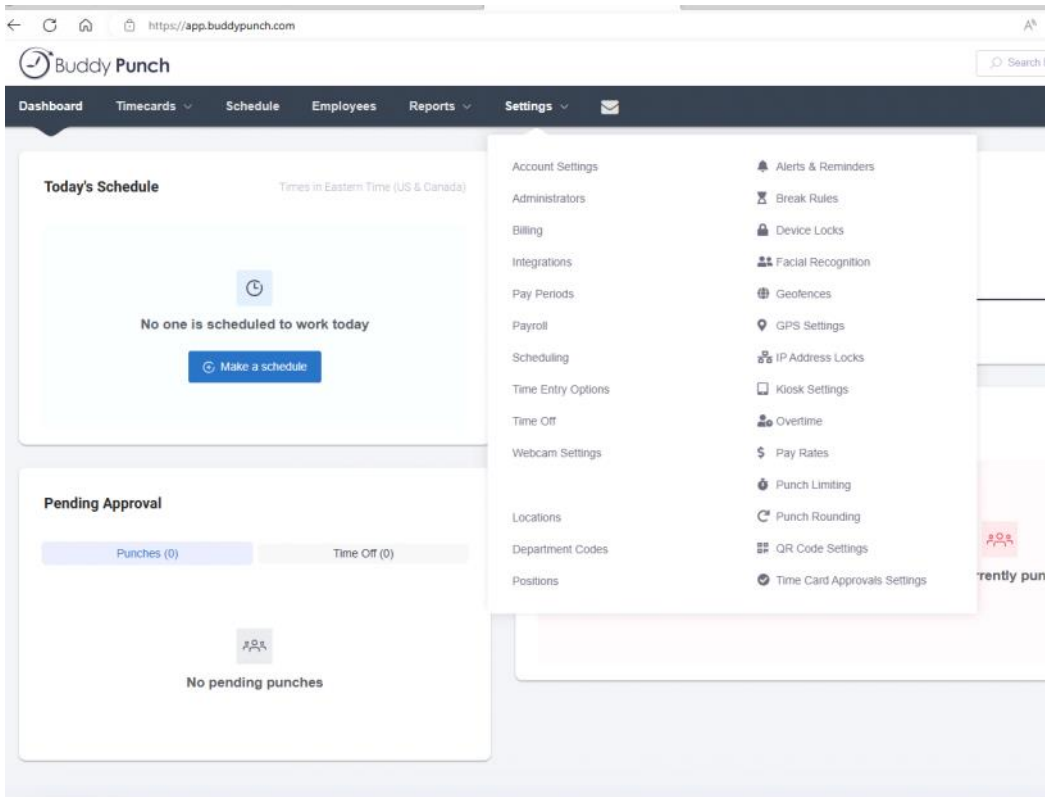 https://app.buddypunch.com
Buddy Punch
Search
Dashboard Timecards Schedule Employees Reports Settings
Today's Schedule
Times in Eastern Time (US & Canada)
No one is scheduled to work today
Make a schedule
Pending Approval
Punches (0) Time Off (0)
No pending punches
Account Settings
Administrators
Billing
Integrations
Pay Periods
Payroll
Scheduling
Time Entry Options
Time Off
Webcam Settings
Locations
Department Codes
Positions
Alerts & Reminders
Break Rules
Device Locks
Facial Recognition
Geofences
GPS Settings
IP Address Locks
Kiosk Settings
Overtime
Pay Rates
Punch Limiting
Punch Rounding
QR Code Settings
Time Card Approvals Settings
rently pun